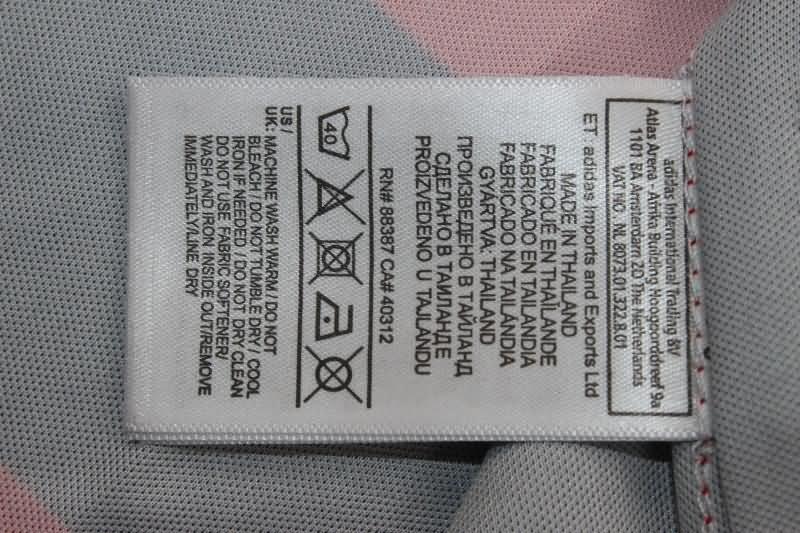 adidas International Trading BV
Atlas Arena - Afrika Building Hoogoorddreef 9a
1101 BA Amsterdam ZO The Netherlands
VAT NO. NL 8073.01.322.B.01
ET adidas Imports and Exports Ltd
MADE IN THAILAND
FABRIQUÉ EN THAÏLANDE
FABRICADO EN TAILANDIA
FABRICADO NA TAILÂNDIA
GYÁRTVA: THAILAND
ПРОИЗВЕДЕНО В ТАЙЛАНД
СДЕЛАНО В ТАИЛАНДЕ
PROIZVEDENO U TAJLANDU
RN# 88387 CA# 40312
40
US /
UK: MACHINE WASH WARM / DO NOT
BLEACH / DO NOT TUMBLE DRY / COOL
IRON IF NEEDED / DO NOT DRY CLEAN
DO NOT USE FABRIC SOFTENER/
WASH AND IRON INSIDE OUT/REMOVE
IMMEDIATELY/LINE DRY